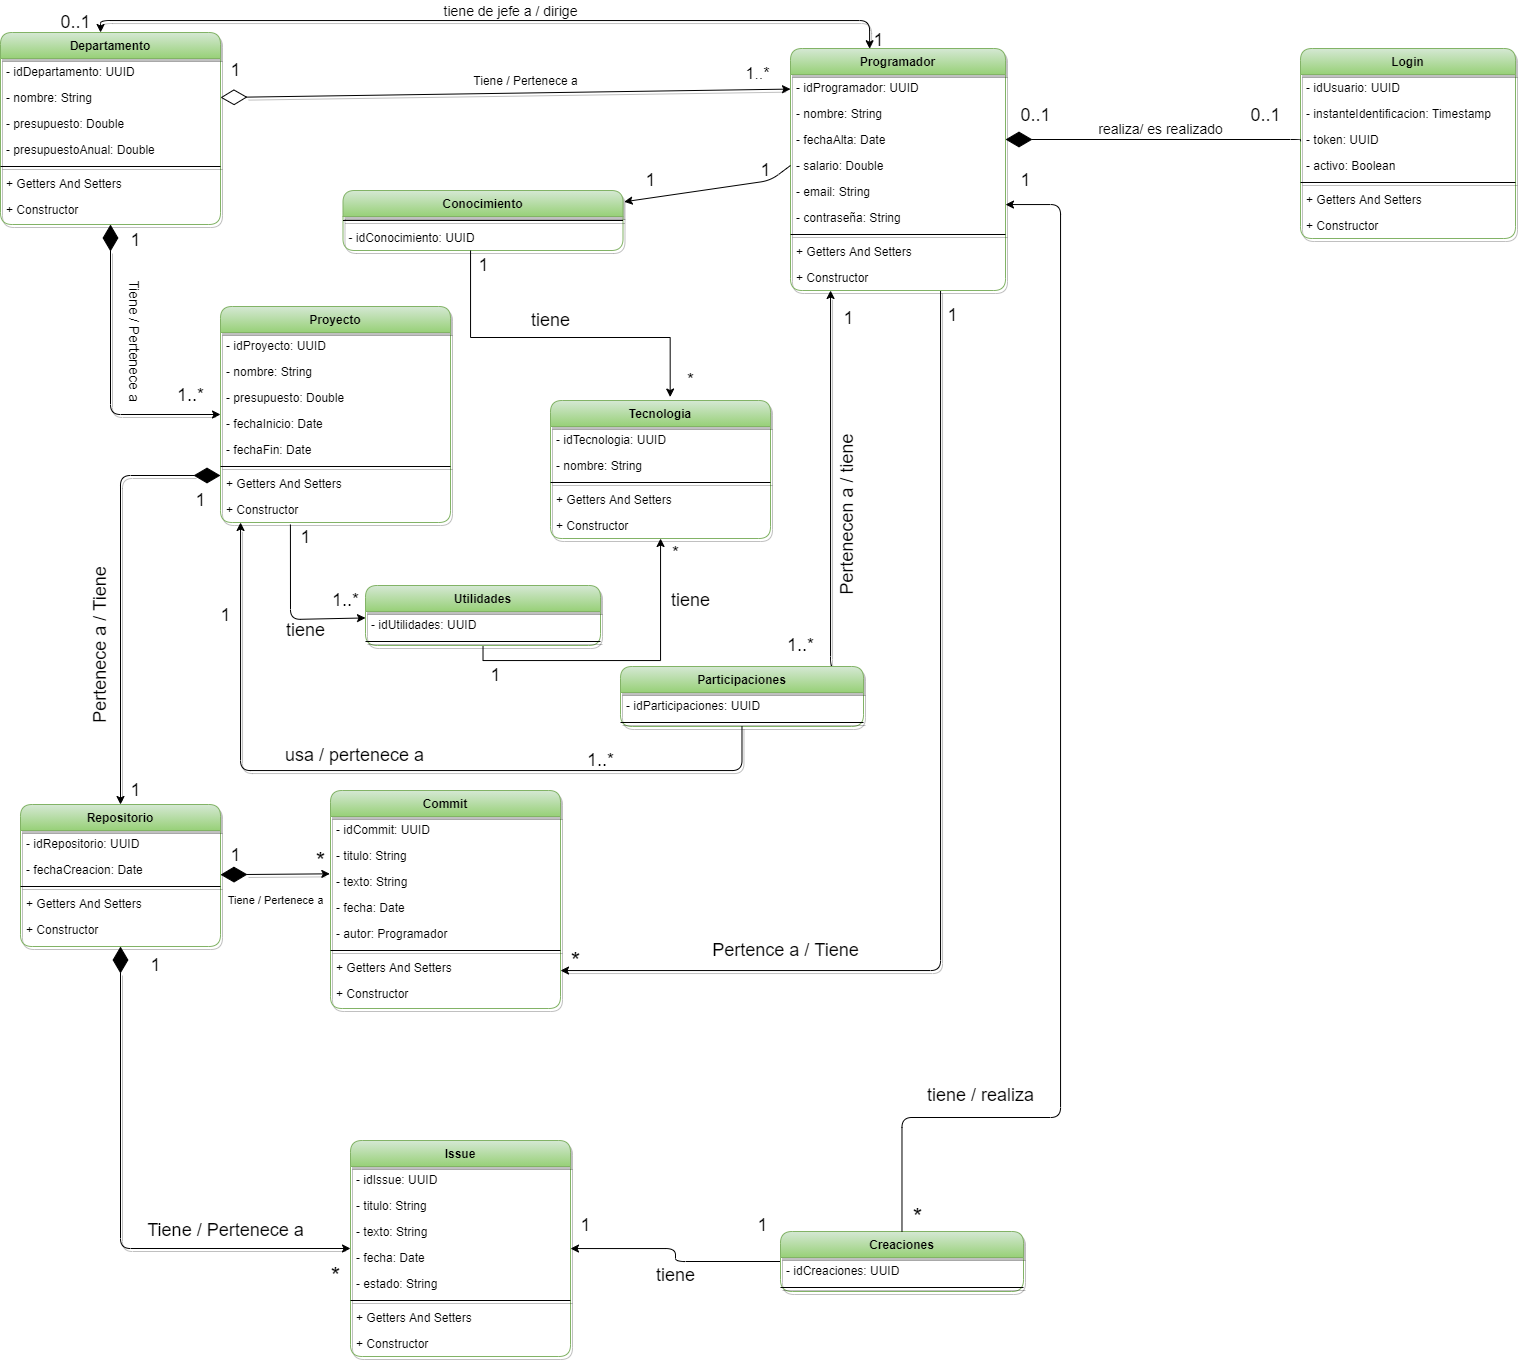 tiene de jefe a / dirige
0..1
1
Departamento
- idDepartamento: UUID
- nombre: String
- presupuesto: Double
- presupuestoAnual: Double
+ Getters And Setters
+ Constructor
1
Tiene / Pertenece a
1..*
Programador
- idProgramador: UUID
- nombre: String
- fechaAlta: Date
- salario: Double
- email: String
- contraseña: String
+ Getters And Setters
+ Constructor
0..1
realiza/ es realizado
0..1
Login
- idUsuario: UUID
- instanteIdentificacion: Timestamp
- token: UUID
- activo: Boolean
+ Getters And Setters
+ Constructor
1
1
1
Conocimiento
- idConocimiento: UUID
1
tiene
*
1
Tiene / Pertenece a
1..*
Proyecto
- idProyecto: UUID
- nombre: String
- presupuesto: Double
- fechaInicio: Date
- fechaFin: Date
+ Getters And Setters
+ Constructor
1
1
Tecnologia
- idTecnologia: UUID
- nombre: String
+ Getters And Setters
+ Constructor
*
Pertenecen a / tiene
1
1
1..*
tiene
Utilidades
- idUtilidades: UUID
tiene
1
1
1..*
Participaciones
- idParticipaciones: UUID
Pertenece a / Tiene
usa / pertenece a
1..*
1
Repositorio
- idRepositorio: UUID
- fechaCreacion: Date
+ Getters And Setters
+ Constructor
1
*
Tiene / Pertenece a
Commit
- idCommit: UUID
- titulo: String
- texto: String
- fecha: Date
- autor: Programador
+ Getters And Setters
+ Constructor
Pertence a / Tiene
*
1
tiene / realiza
*
Tiene / Pertenece a
*
Issue
- idIssue: UUID
- titulo: String
- texto: String
- fecha: Date
- estado: String
+ Getters And Setters
+ Constructor
1
1
tiene
Creaciones
- idCreaciones: UUID